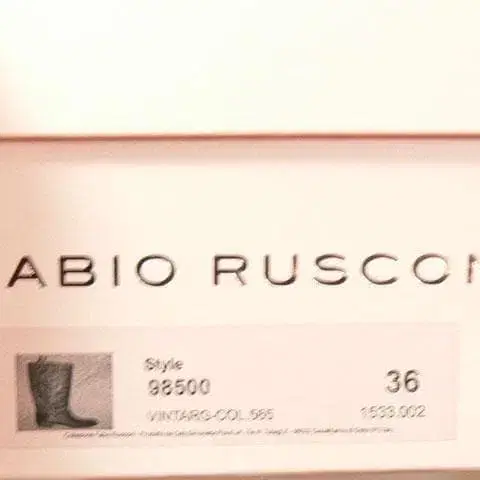 ABIO RUSCON
Style
98500
36
VINTARG-COL.565
1533.002